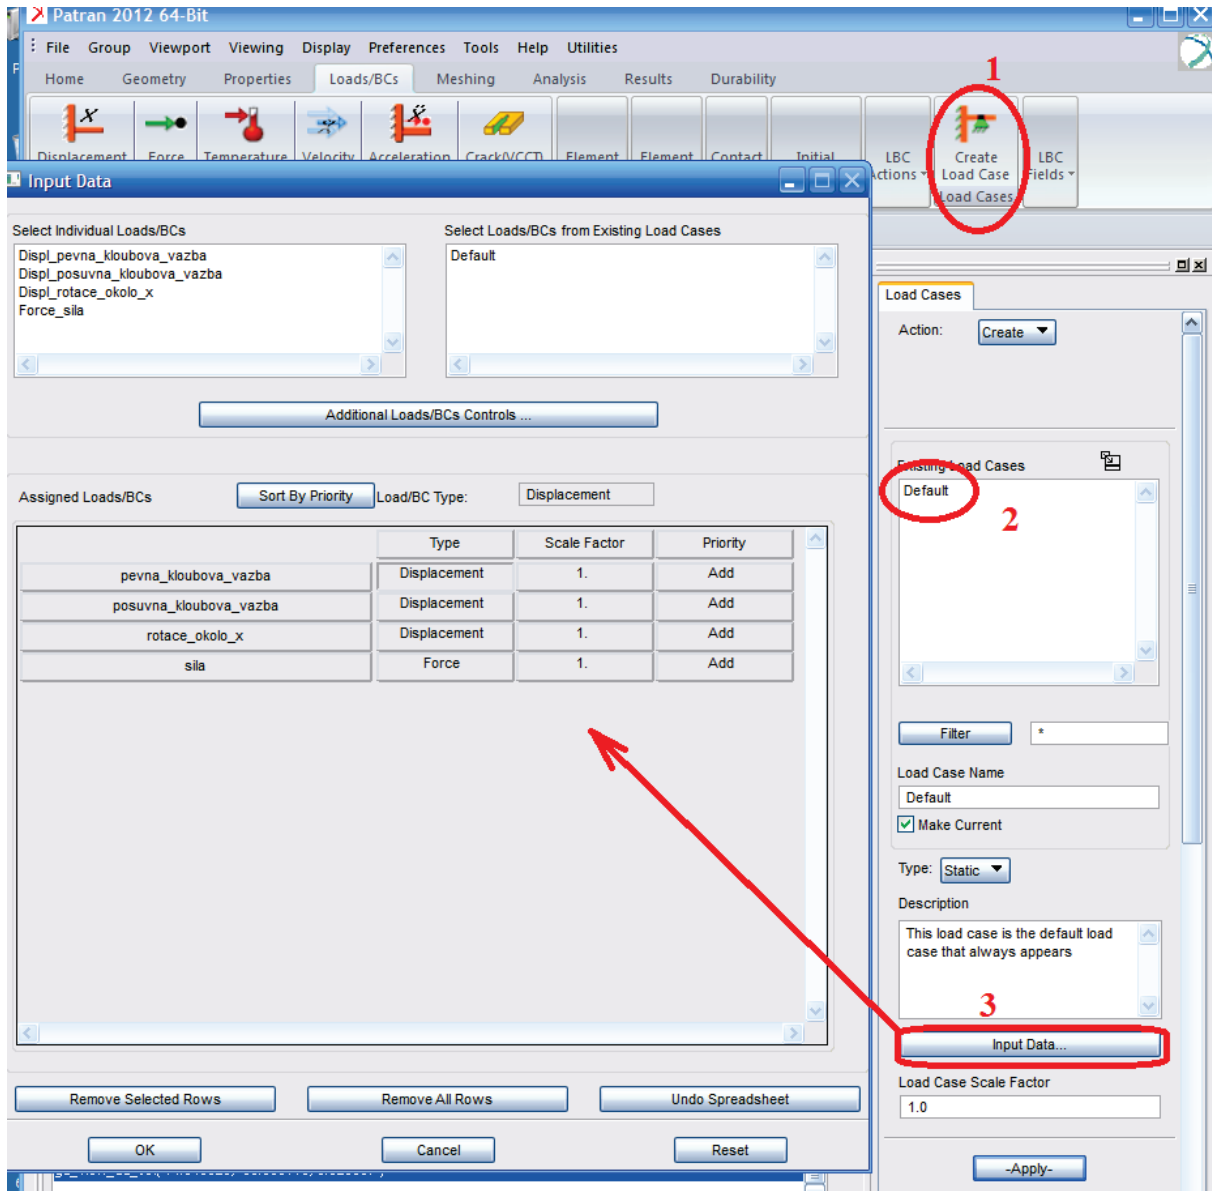 Patran 2012 64-Bit
File Group Viewport Viewing Display Preferences Tools Help Utilities
Home Geometry Properties Loads/BCs Meshing Analysis Results Durability
1
Displacement Force Temperature Velocity Acceleration Crack(VCCT) Element Element Contact Initial
LBC Actions
Create Load Case
LBC Fields
Load Cases
Input Data
Select Individual Loads/BCs
Displ_pevna_kloubova_vazba
Displ_posuvna_kloubova_vazba
Displ_rotace_okolo_x
Force_sila
Select Loads/BCs from Existing Load Cases
Default
Additional Loads/BCs Controls ...
Assigned Loads/BCs Sort By Priority Load/BC Type: Displacement
Type Scale Factor Priority
pevna_kloubova_vazba Displacement 1. Add
posuvna_kloubova_vazba Displacement 1. Add
rotace_okolo_x Displacement 1. Add
sila Force 1. Add
Remove Selected Rows Remove All Rows Undo Spreadsheet
OK Cancel Reset
Load Cases
Action: Create
Existing Load Cases
Default
2
Filter *
Load Case Name
Default
Make Current
Type: Static
Description
This load case is the default load
case that always appears
3
Input Data...
Load Case Scale Factor
1.0
-Apply-